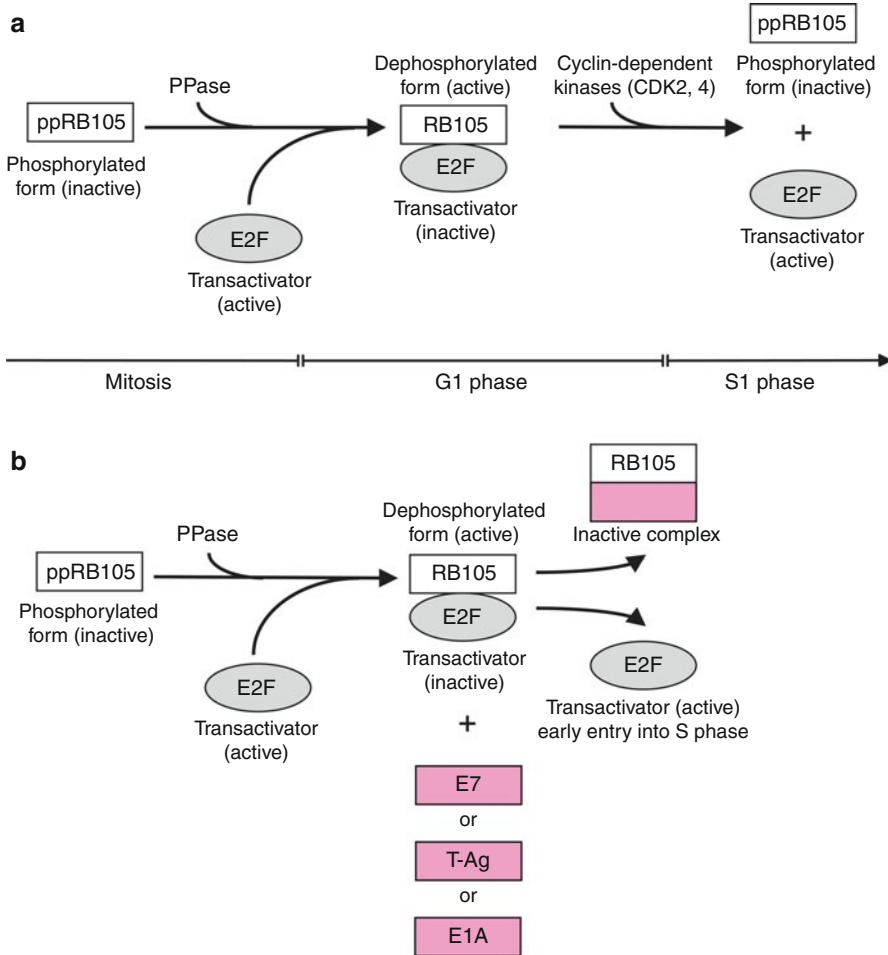 a
ppRB105
Phosphorylated
form (inactive)
PPase
E2F
Transactivator
(active)
Dephosphorylated
form (active)
RB105
E2F
Transactivator
(inactive)
Cyclin-dependent
kinases (CDK2, 4)
ppRB105
Phosphorylated
form (inactive)
+
E2F
Transactivator
(active)
Mitosis
G1 phase
S1 phase
b
ppRB105
Phosphorylated
form (inactive)
PPase
E2F
Transactivator
(active)
Dephosphorylated
form (active)
RB105
E2F
Transactivator
(inactive)
+
E7
or
T-Ag
or
E1A
RB105
Inactive complex
E2F
Transactivator (active)
early entry into S phase